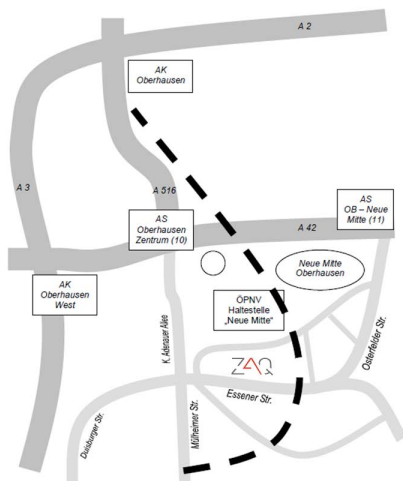 A 2
AK
Oberhausen
A 3
A 516
AS
OB – Neue
Mitte (11)
AS
Oberhausen
Zentrum (10)
A 42
AK
Oberhausen
West
Neue Mitte
Oberhausen
ÖPNV
Haltestelle
„Neue Mitte“
K. Adenauer Allee
Osterfelder Str.
ZAQ
Essener Str.
Duisburger Str.
Mülheimer Str.